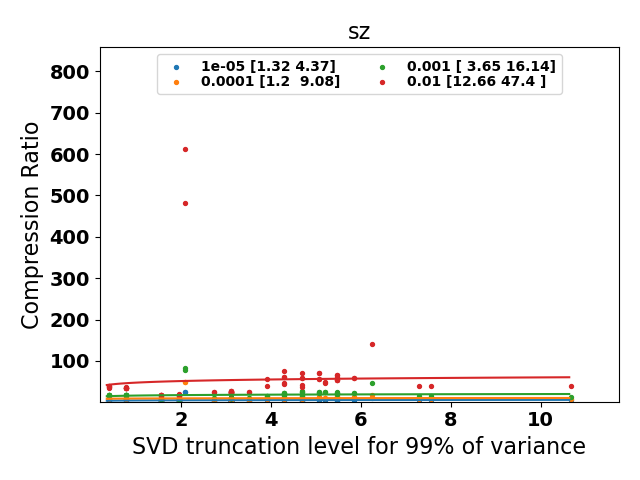 sz
1e-05 [1.32 4.37]
0.0001 [1.2  9.08]
0.001 [ 3.65 16.14]
0.01 [12.66 47.4 ]
Compression Ratio
800
700
600
500
400
300
200
100
2 4 6 8 10
SVD truncation level for 99% of variance